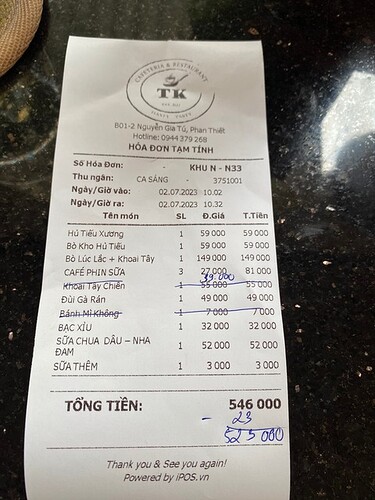 CAFETERIA & RESTAURANT
TK
B01-2 Nguyễn Gia Tú, Phan Thiết
Hotline: 0944 379 268
HÓA ĐƠN TẠM TÍNH
Số Hóa Đơn: - KHU N - N33
Thu ngân: CA SÁNG - 3751001
Ngày/Giờ vào: 02.07.2023 10.02
Ngày/Giờ ra: 02.07.2023 10.32
Tên món SL Đ.Giá T.Tiền
Hủ Tiếu Xương 1 59 000 59 000
Bò Kho Hủ Tiếu 1 59 000 59 000
Bò Lúc Lắc + Khoai Tây 1 149 000 149 000
CAFÉ PHIN SỮA 3 27 000 81 000
39.000
Khoai Tây Chiên 1 55 000 55 000
Đùi Gà Rán 1 49 000 49 000
Bánh Mì Không 1 7 000 7 000
BẠC XỈU 1 32 000 32 000
SỮA CHUA DÂU – NHA ĐAM 1 52 000 52 000
SỮA THÊM 1 3 000 3 000
TỔNG TIỀN: 546 000
- 23
523 000
Thank you & See you again!
Powered by iPOS.vn